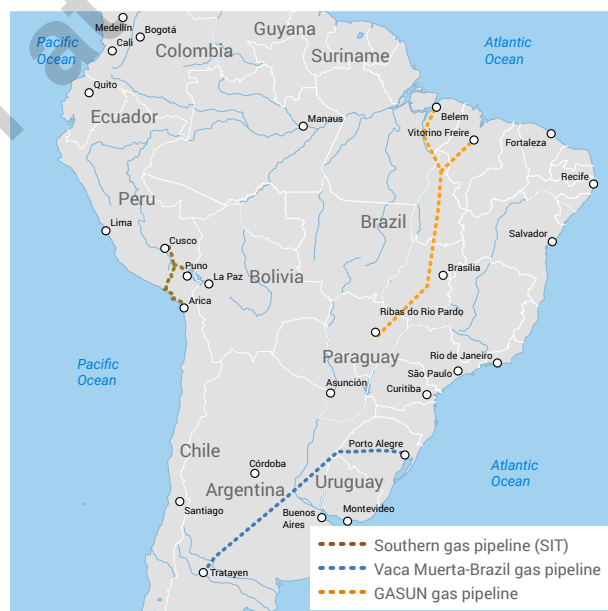 Medellín
Bogotá
Cali
Pacific
Ocean
Colombia
Guyana
Suriname
Atlantic
Ocean
Quito
Ecuador
Manaus
Belem
Vitorino Freire
Fortaleza
Recife
Peru
Lima
Brazil
Salvador
Cusco
Puno
La Paz
Bolivia
Brasília
Arica
Ribas do Rio Pardo
Paraguay
Rio de Janeiro
São Paulo
Pacific
Ocean
Asunción
Curitiba
Chile
Porto Alegre
Córdoba
Argentina
Uruguay
Atlantic
Ocean
Santiago
Buenos
Aires
Montevideo
Tratayen
Southern gas pipeline (SIT)
Vaca Muerta-Brazil gas pipeline
GASUN gas pipeline